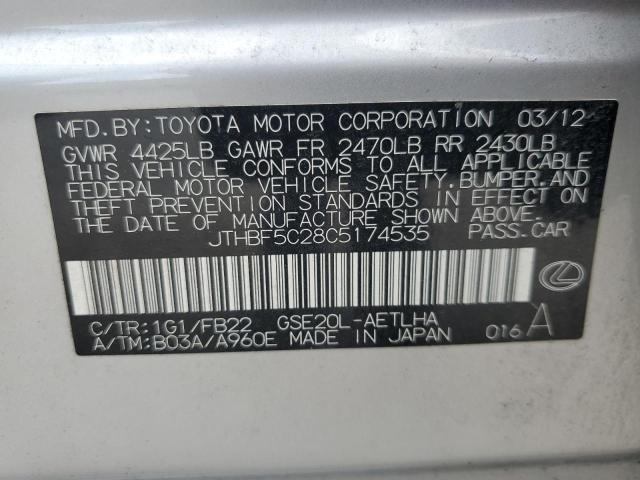 MFD.BY:TOYOTA MOTOR CORPORATION 03/12
GVWR 4425LB GAWR FR 2470LB RR 2430LB
THIS VEHICLE CONFORMS TO ALL APPLICABLE
FEDERAL MOTOR VEHICLE SAFETY,BUMPER,AND
THEFT PREVENTION STANDARDS IN EFFECT ON
THE DATE OF MANUFACTURE SHOWN ABOVE.
JTHBF5C28C5174535 PASS.CAR
C/TR:1G1/FB22 GSE20L-AETLHA
A/TM:B03A/A960E MADE IN JAPAN 016 A